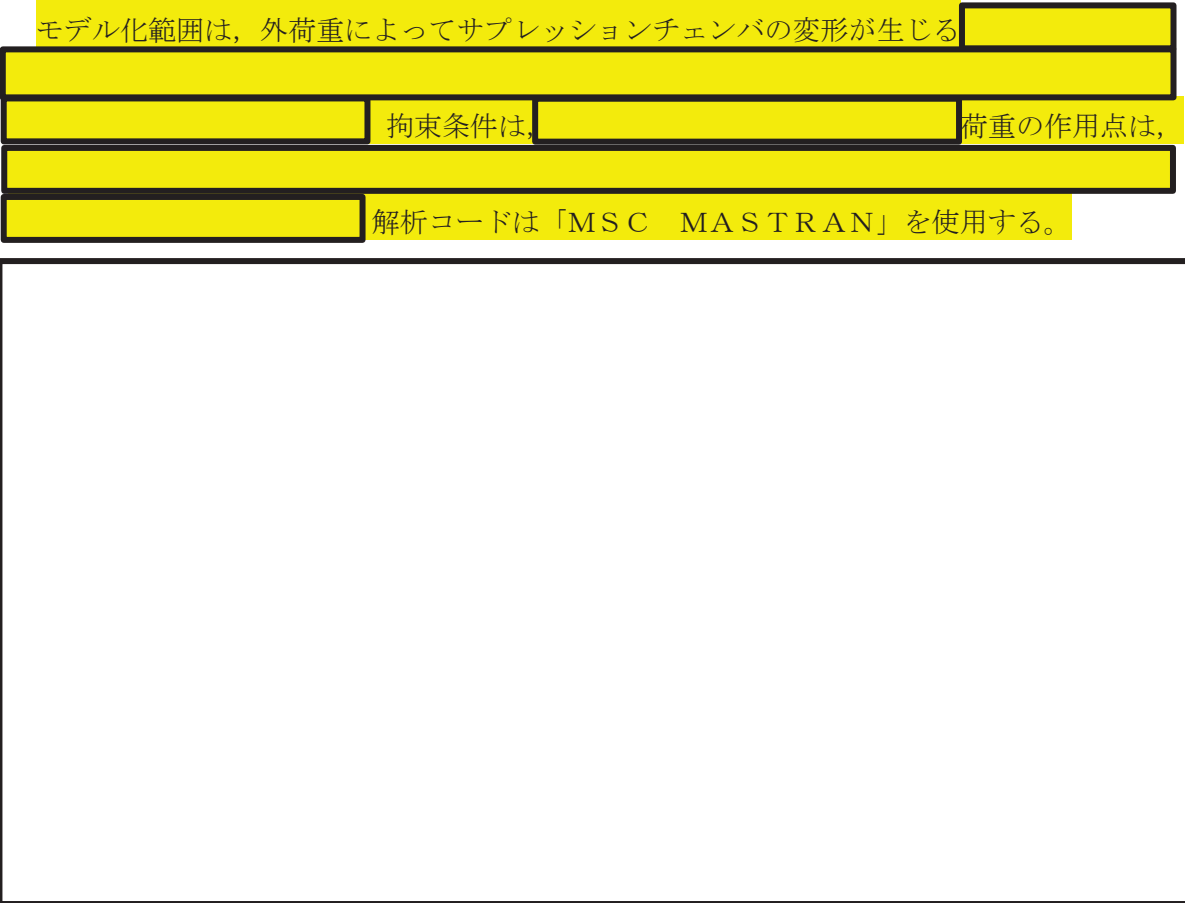 モデル化範囲は，外荷重によってサプレッションチェンバの変形が生じる
拘束条件は，荷重の作用点は，
解析コードは「ＭＳＣ　ＭＡＳＴＲＡＮ」を使用する。